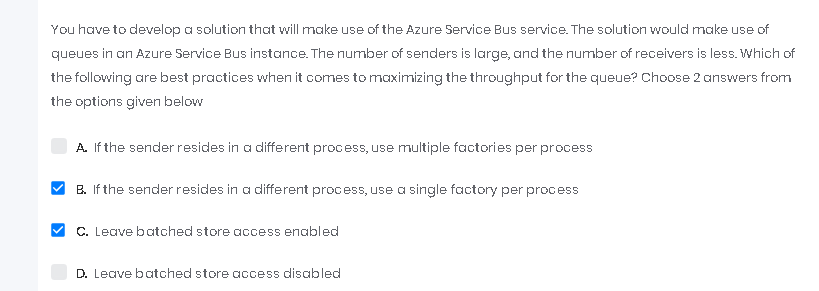 You have to develop a solution that will make use of the Azure Service Bus service. The solution would make use of
queues in an Azure Service Bus instance. The number of senders is large, and the number of receivers is less. Which of
the following are best practices when it comes to maximizing the throughput for the queue? Choose 2 answers from
the options given below
A. If the sender resides in a different process, use multiple factories per process
B. If the sender resides in a different process, use a single factory per process
C. Leave batched store access enabled
D. Leave batched store access disabled